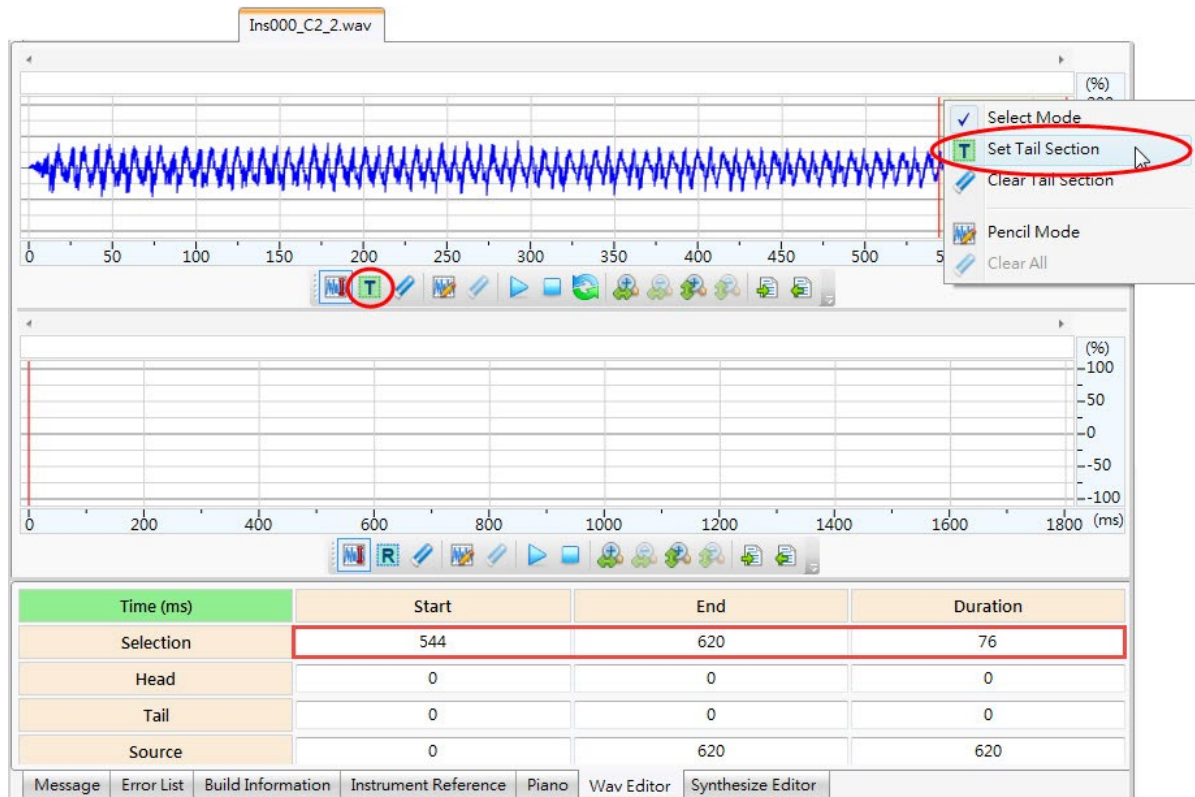 Ins000_C2_2.wav
(%)
Select Mode
T Set Tail Section
Clear Tail Section
Pencil Mode
Clear All
0 50 100 150 200 250 300 350 400 450 500
T
(%)
100
50
0
-50
-100
0 200 400 600 800 1000 1200 1400 1600 1800 (ms)
R
Time (ms) Start End Duration
Selection 544 620 76
Head 0 0 0
Tail 0 0 0
Source 0 620 620
Message Error List Build Information Instrument Reference Piano Wav Editor Synthesize Editor